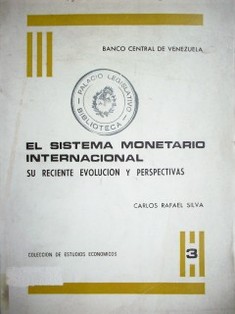 BANCO CENTRAL DE VENEZUELA
PALACIO LEGISLATIVO
BIBLIOTECA
EL SISTEMA MONETARIO
INTERNACIONAL
SU RECIENTE EVOLUCION Y PERSPECTIVAS
CARLOS RAFAEL SILVA
COLECCION DE ESTUDIOS ECONOMICOS
3